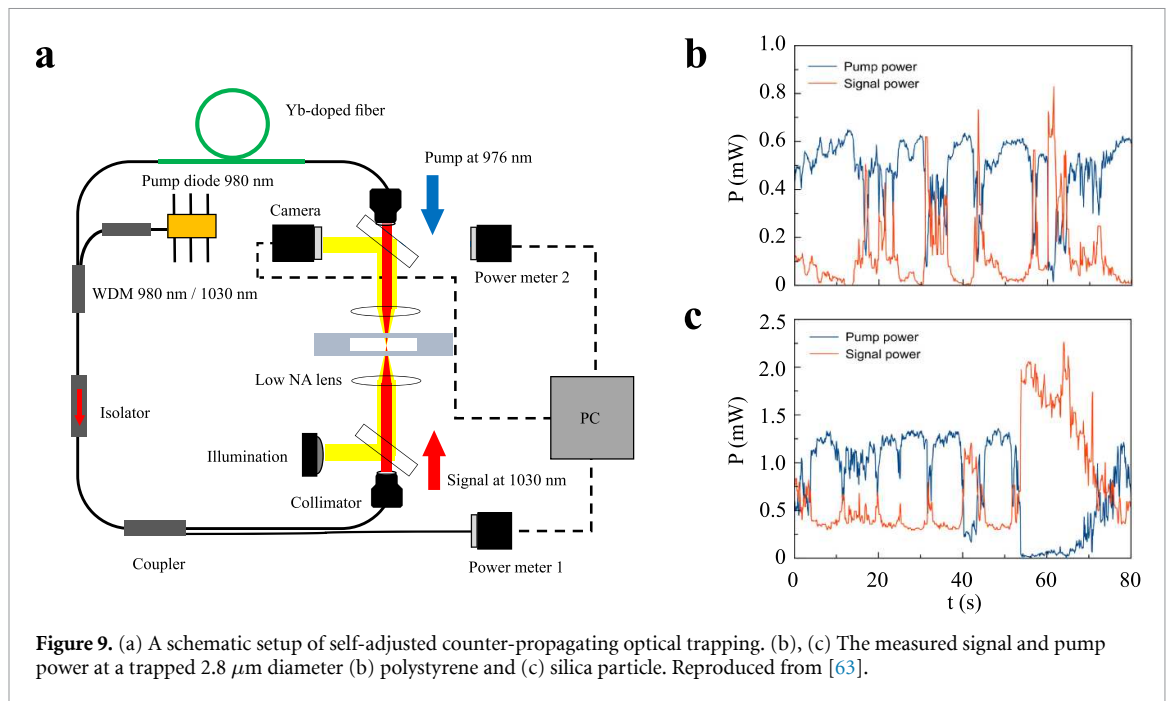 a
Yb-doped fiber
Pump diode 980 nm
Camera
Pump at 976 nm
Power meter 2
WDM 980 nm / 1030 nm
Low NA lens
Isolator
PC
Illumination
Signal at 1030 nm
Collimator
Coupler
Power meter 1
b
1.0
0.8
0.6
0.4
0.2
0
P (mW)
Pump power
Signal power
c
2.5
2.0
1.5
1.0
0.5
0
P (mW)
Pump power
Signal power
0 20 40 60 80
t (s)
Figure 9. (a) A schematic setup of self-adjusted counter-propagating optical trapping. (b), (c) The measured signal and pump
power at a trapped 2.8 μm diameter (b) polystyrene and (c) silica particle. Reproduced from [63].